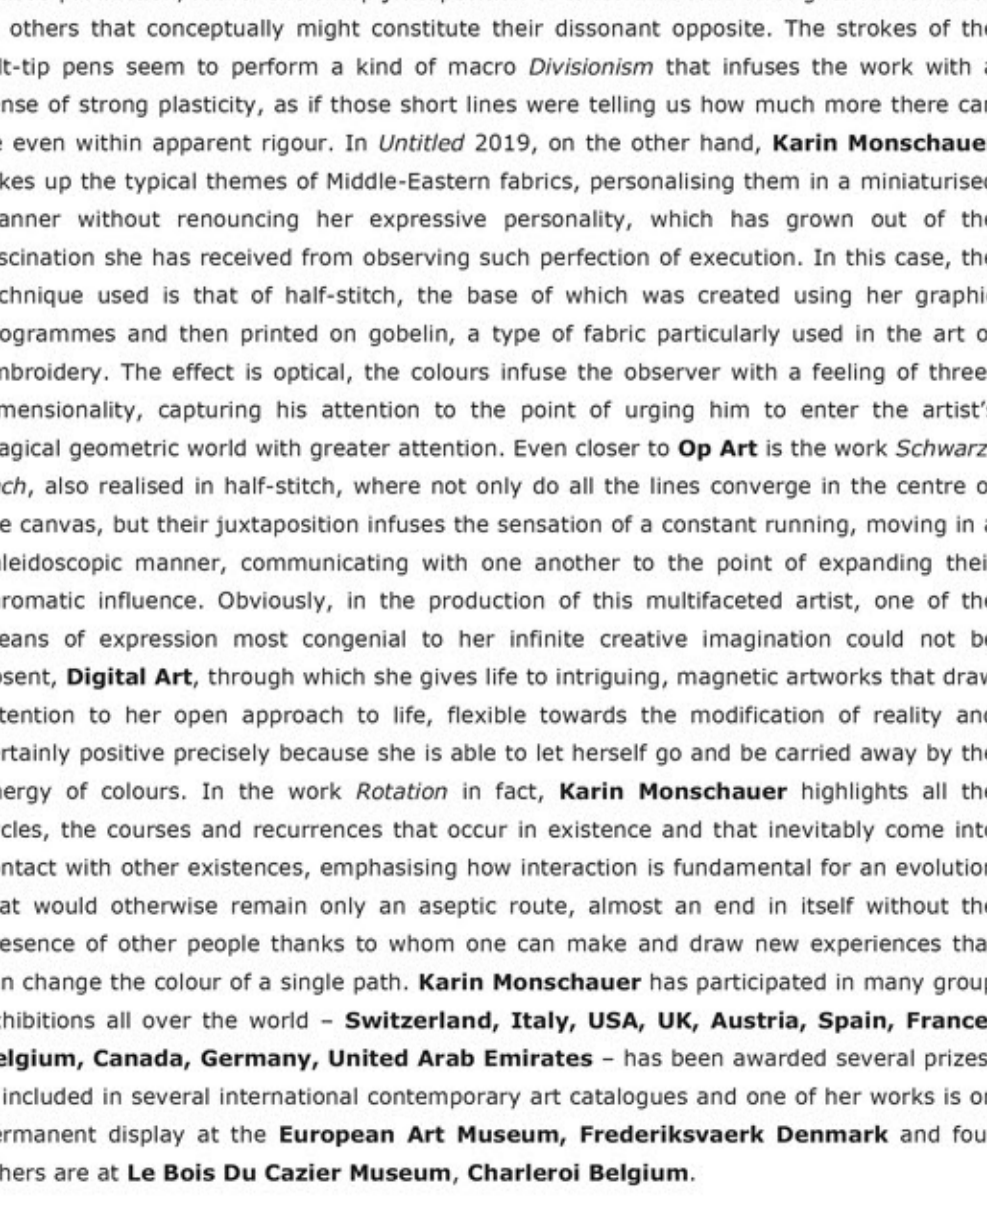 others that conceptually might constitute their dissonant opposite. The strokes of the
lt-tip pens seem to perform a kind of macro Divisionism that infuses the work with a
nse of strong plasticity, as if those short lines were telling us how much more there can
e even within apparent rigour. In Untitled 2019, on the other hand, Karin Monschauer
kes up the typical themes of Middle-Eastern fabrics, personalising them in a miniaturised
anner without renouncing her expressive personality, which has grown out of the
scination she has received from observing such perfection of execution. In this case, the
chnique used is that of half-stitch, the base of which was created using her graphic
ogrammes and then printed on gobelin, a type of fabric particularly used in the art of
mbroidery. The effect is optical, the colours infuse the observer with a feeling of three
mensionality, capturing his attention to the point of urging him to enter the artist's
agical geometric world with greater attention. Even closer to Op Art is the work Schwarz
ch, also realised in half-stitch, where not only do all the lines converge in the centre of
e canvas, but their juxtaposition infuses the sensation of a constant running, moving in a
leidoscopic manner, communicating with one another to the point of expanding their
romatic influence. Obviously, in the production of this multifaceted artist, one of the
eans of expression most congenial to her infinite creative imagination could not be
sent, Digital Art, through which she gives life to intriguing, magnetic artworks that draw
tention to her open approach to life, flexible towards the modification of reality and
rtainly positive precisely because she is able to let herself go and be carried away by the
ergy of colours. In the work Rotation in fact, Karin Monschauer highlights all the
cles, the courses and recurrences that occur in existence and that inevitably come into
ntact with other existences, emphasising how interaction is fundamental for an evolution
at would otherwise remain only an aseptic route, almost an end in itself without the
esence of other people thanks to whom one can make and draw new experiences that
n change the colour of a single path. Karin Monschauer has participated in many group
hibitions all over the world – Switzerland, Italy, USA, UK, Austria, Spain, France
elgium, Canada, Germany, United Arab Emirates – has been awarded several prizes
included in several international contemporary art catalogues and one of her works is on
ermanent display at the European Art Museum, Frederiksvaerk Denmark and four
hers are at Le Bois Du Cazier Museum, Charleroi Belgium.